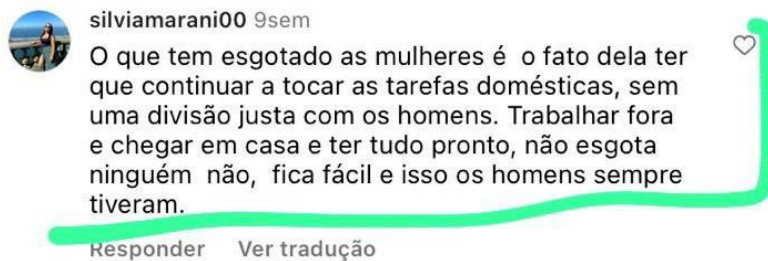 silviamarani00 9sem
O que tem esgotado as mulheres é o fato dela ter
que continuar a tocar as tarefas domésticas, sem
uma divisão justa com os homens. Trabalhar fora
e chegar em casa e ter tudo pronto, não esgota
ninguém não, fica fácil e isso os homens sempre
tiveram.
Responder Ver tradução